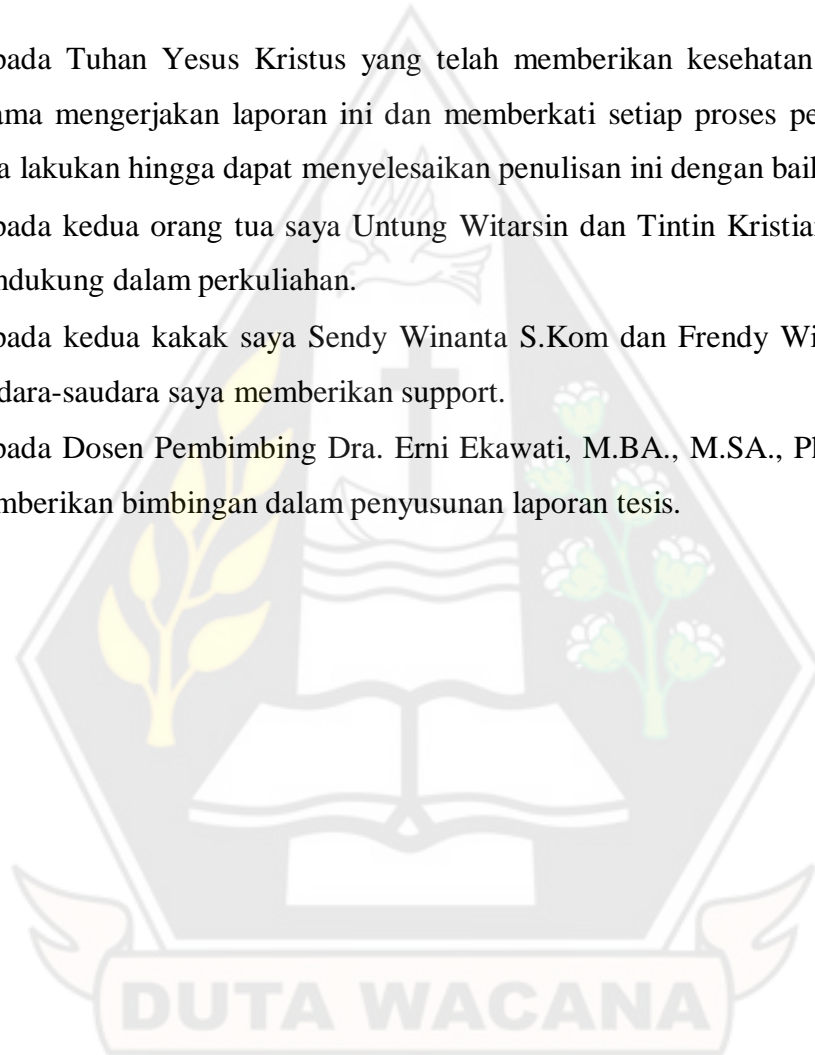 pada Tuhan Yesus Kristus yang telah memberikan kesehatan
ama mengerjakan laporan ini dan memberkati setiap proses pe
a lakukan hingga dapat menyelesaikan penulisan ini dengan baik
pada kedua orang tua saya Untung Witarsin dan Tintin Kristian
ndukung dalam perkuliahan.
pada kedua kakak saya Sendy Winanta S.Kom dan Frendy Wi
dara-saudara saya memberikan support.
pada Dosen Pembimbing Dra. Erni Ekawati, M.BA., M.SA., Ph
mberikan bimbingan dalam penyusunan laporan tesis.
DUTA WACANA